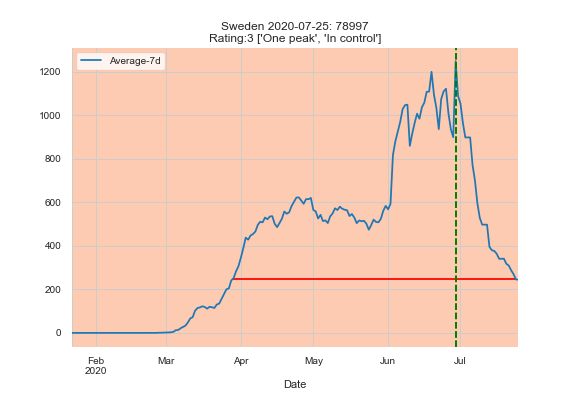 Sweden 2020-07-25: 78997
Rating:3 ['One peak', 'In control']
Average-7d
1200
1000
800
600
400
200
0
Feb Mar Apr May Jun Jul
2020
Date